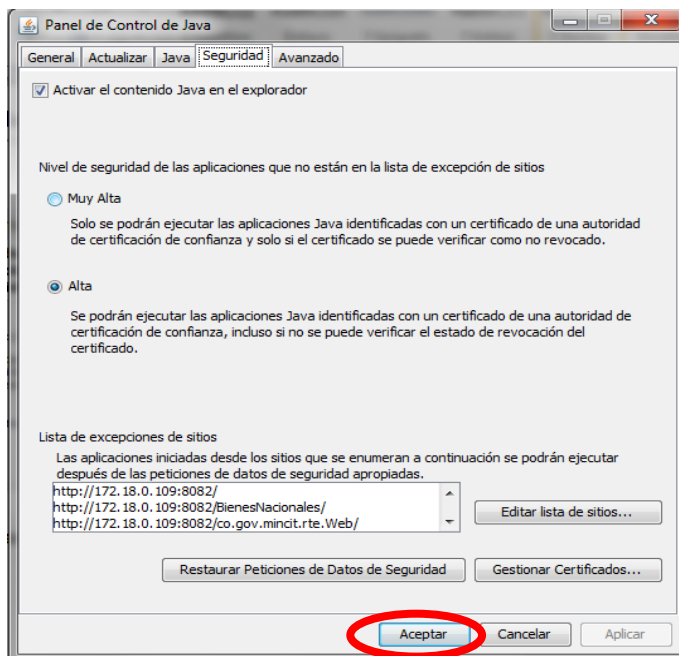 Panel de Control de Java
General Actualizar Java Seguridad Avanzado
Activar el contenido Java en el explorador
Nivel de seguridad de las aplicaciones que no están en la lista de excepción de sitios
Muy Alta
Solo se podrán ejecutar las aplicaciones Java identificadas con un certificado de una autoridad
de certificación de confianza y solo si el certificado se puede verificar como no revocado.
Alta
Se podrán ejecutar las aplicaciones Java identificadas con un certificado de una autoridad de
certificación de confianza, incluso si no se puede verificar el estado de revocación del
certificado.
Lista de excepciones de sitios
Las aplicaciones iniciadas desde los sitios que se enumeran a continuación se podrán ejecutar
después de las peticiones de datos de seguridad apropiadas.
http://172.18.0.109:8082/
http://172.18.0.109:8082/BienesNacionales/
http://172.18.0.109:8082/co.gov.mincit.rte.Web/
Editar lista de sitios...
Restaurar Peticiones de Datos de Seguridad Gestionar Certificados...
Aceptar Cancelar Aplicar